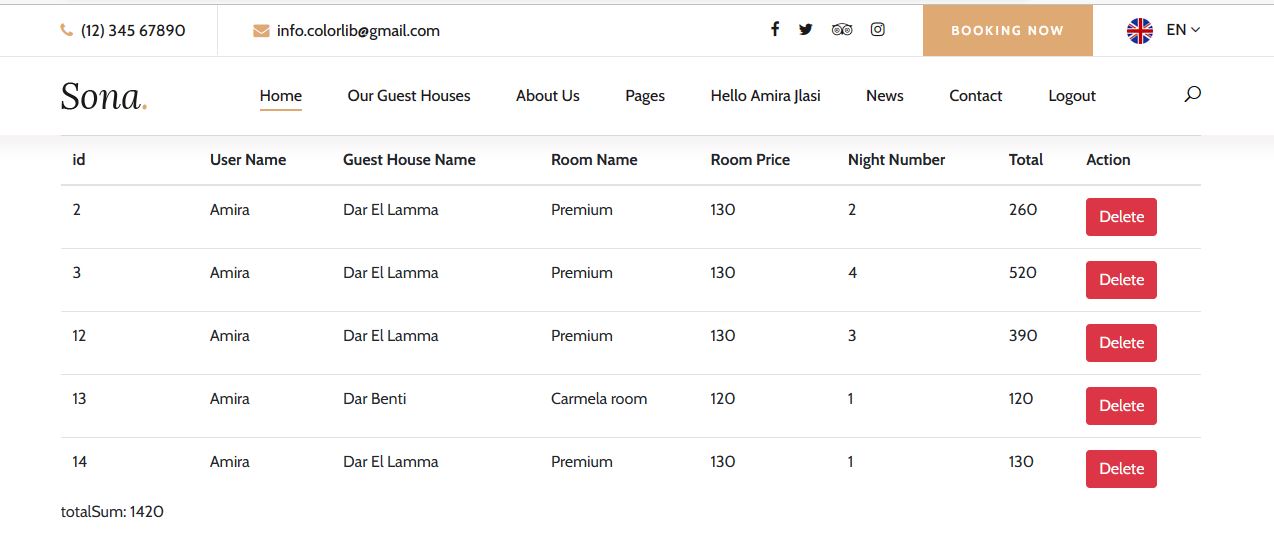 (12) 345 67890 info.colorlib@gmail.com BOOKING NOW EN
Sona. Home Our Guest Houses About Us Pages Hello Amira Jlasi News Contact Logout
id User Name Guest House Name Room Name Room Price Night Number Total Action
2 Amira Dar El Lamma Premium 130 2 260 Delete
3 Amira Dar El Lamma Premium 130 4 520 Delete
12 Amira Dar El Lamma Premium 130 3 390 Delete
13 Amira Dar Benti Carmela room 120 1 120 Delete
14 Amira Dar El Lamma Premium 130 1 130 Delete
totalSum: 1420